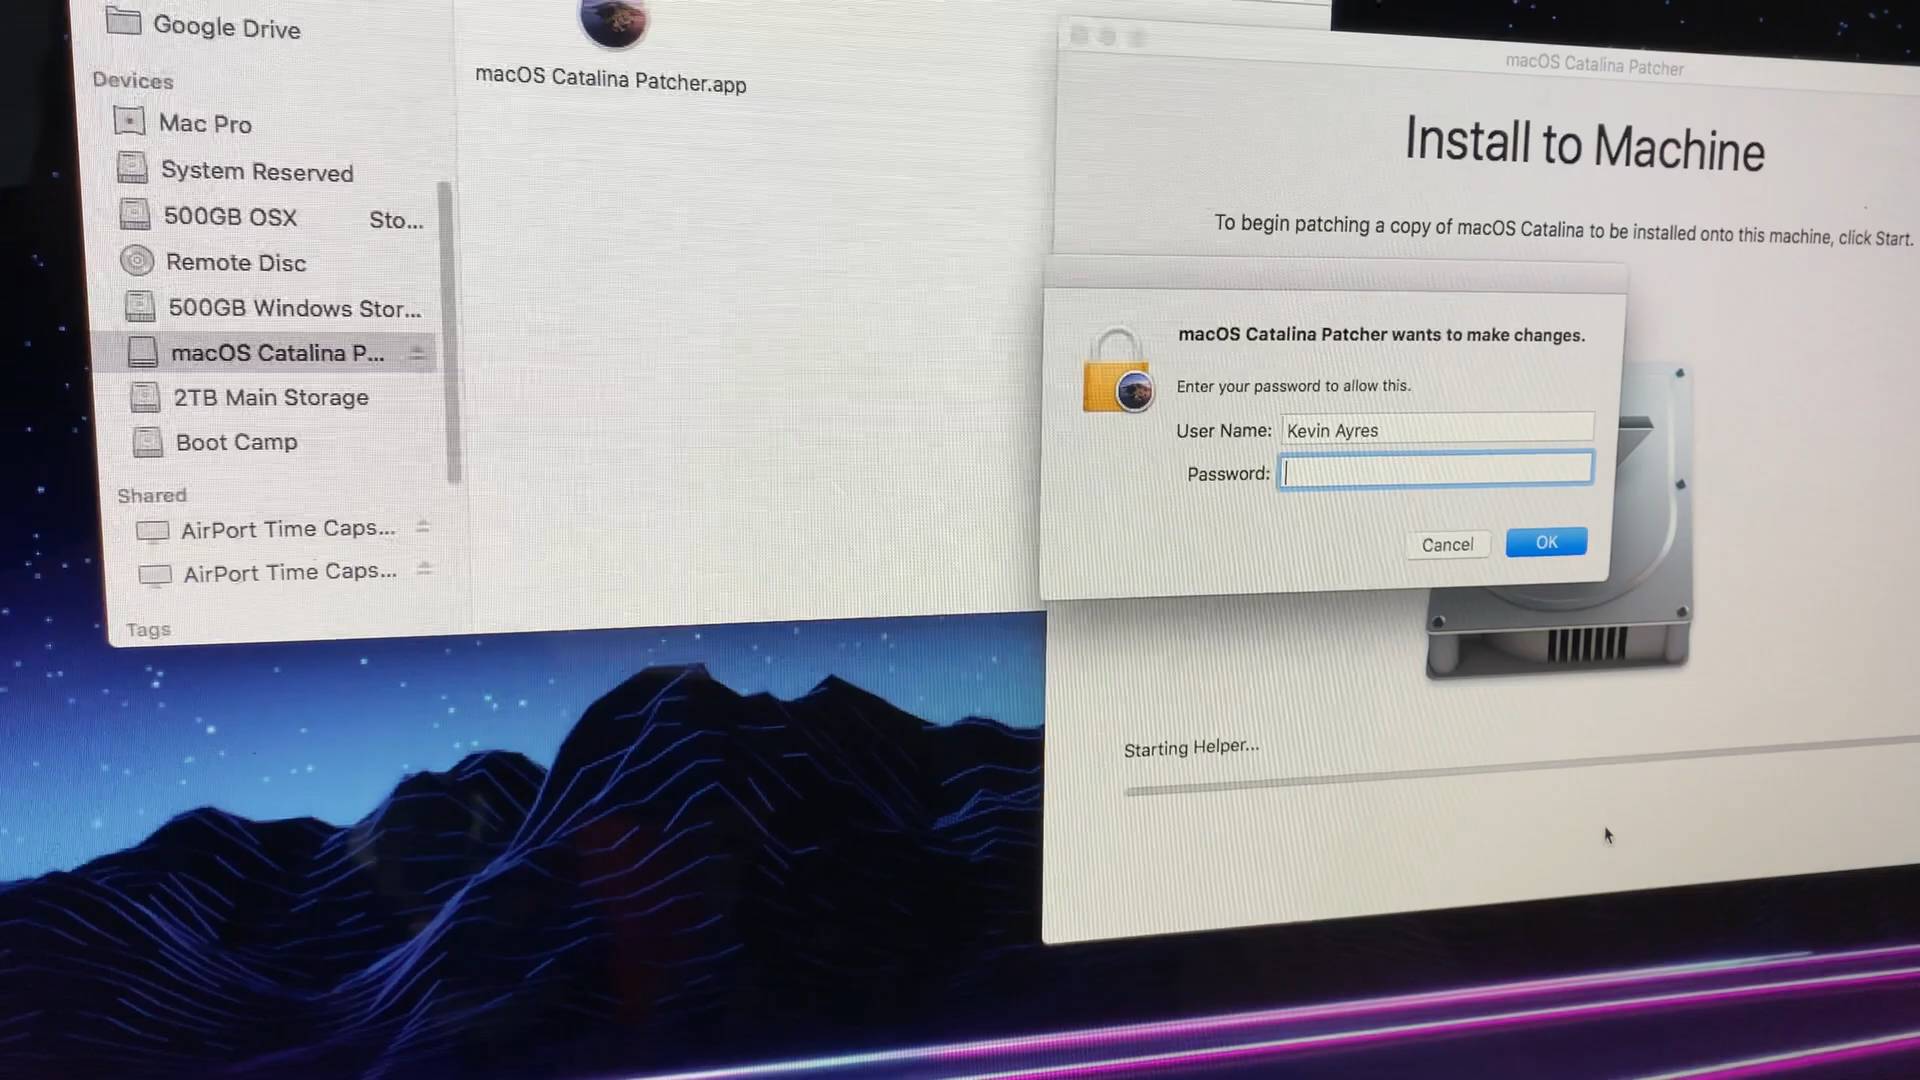 Google Drive
Devices
Mac Pro
System Reserved
500GB OSX Sto...
Remote Disc
500GB Windows Stor...
macOS Catalina P...
2TB Main Storage
Boot Camp
Shared
AirPort Time Caps...
AirPort Time Caps...
Tags
macOS Catalina Patcher.app
macOS Catalina Patcher
Install to Machine
To begin patching a copy of macOS Catalina to be installed onto this machine, click Start.
macOS Catalina Patcher wants to make changes.
Enter your password to allow this.
User Name: Kevin Ayres
Password:
Cancel OK
Starting Helper...